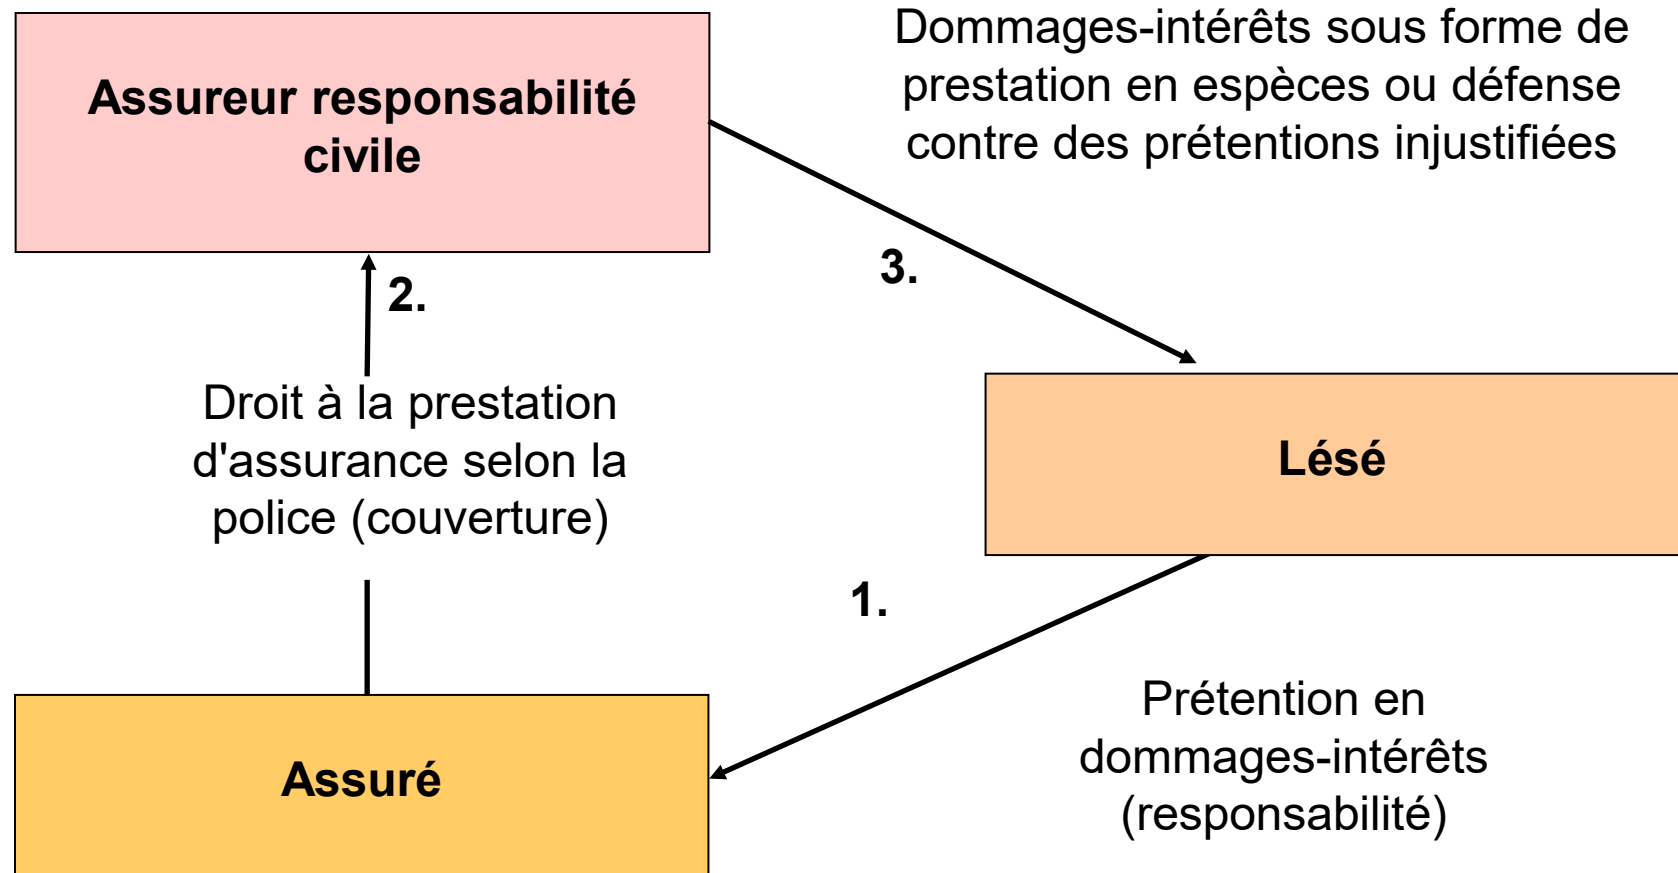 Assureur responsabilité
civile
Dommages-intérêts sous forme de
prestation en espèces ou défense
contre des prétentions injustifiées
3.
2.
Droit à la prestation
d'assurance selon la
police (couverture)
Lésé
1.
Prétention en
dommages-intérêts
(responsabilité)
Assuré